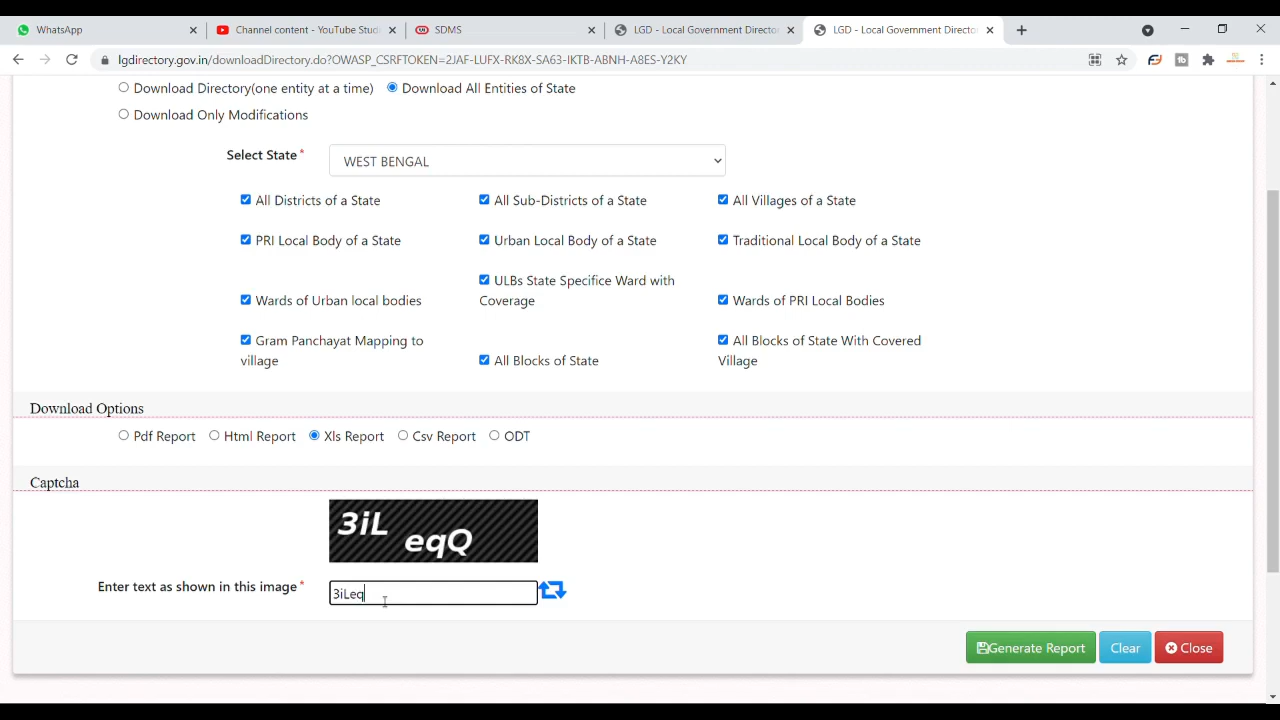 WhatsApp
Channel content - YouTube Stud
SDMS
LGD - Local Government Directo
LGD - Local Government Directo
lgdirectory.gov.in/downloadDirectory.do?OWASP_CSRFTOKEN=2JAF-LUFX-RK8X-SA63-IKTB-ABNH-A8ES-Y2KY
Download Directory(one entity at a time) Download All Entities of State
Download Only Modifications
Select State * WEST BENGAL
All Districts of a State All Sub-Districts of a State All Villages of a State
PRI Local Body of a State Urban Local Body of a State Traditional Local Body of a State
Wards of Urban local bodies
ULBs State Specifice Ward with
Coverage
Wards of PRI Local Bodies
Gram Panchayat Mapping to
village
All Blocks of State
All Blocks of State With Covered
Village
Download Options
Pdf Report Html Report Xls Report Csv Report ODT
Captcha
3iL
eqQ
Enter text as shown in this image * 3iLeq
Generate Report Clear Close